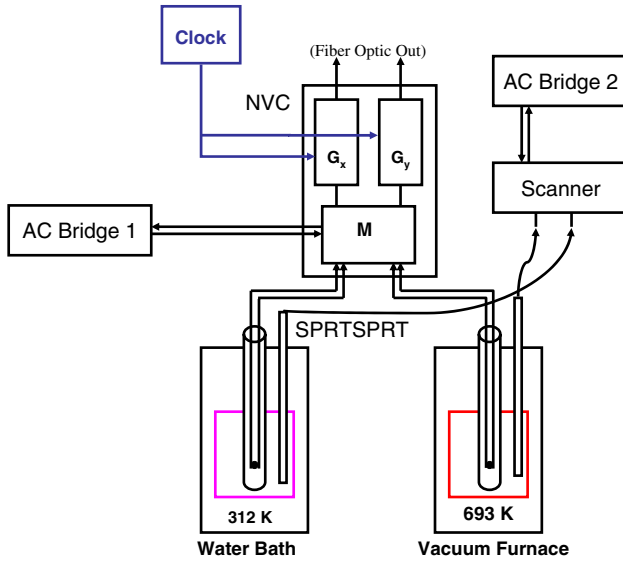 Clock
(Fiber Optic Out)
NVC
AC Bridge 2
Gx
Gy
Scanner
AC Bridge 1
M
SPRTSPRT
312 K
693 K
Water Bath
Vacuum Furnace